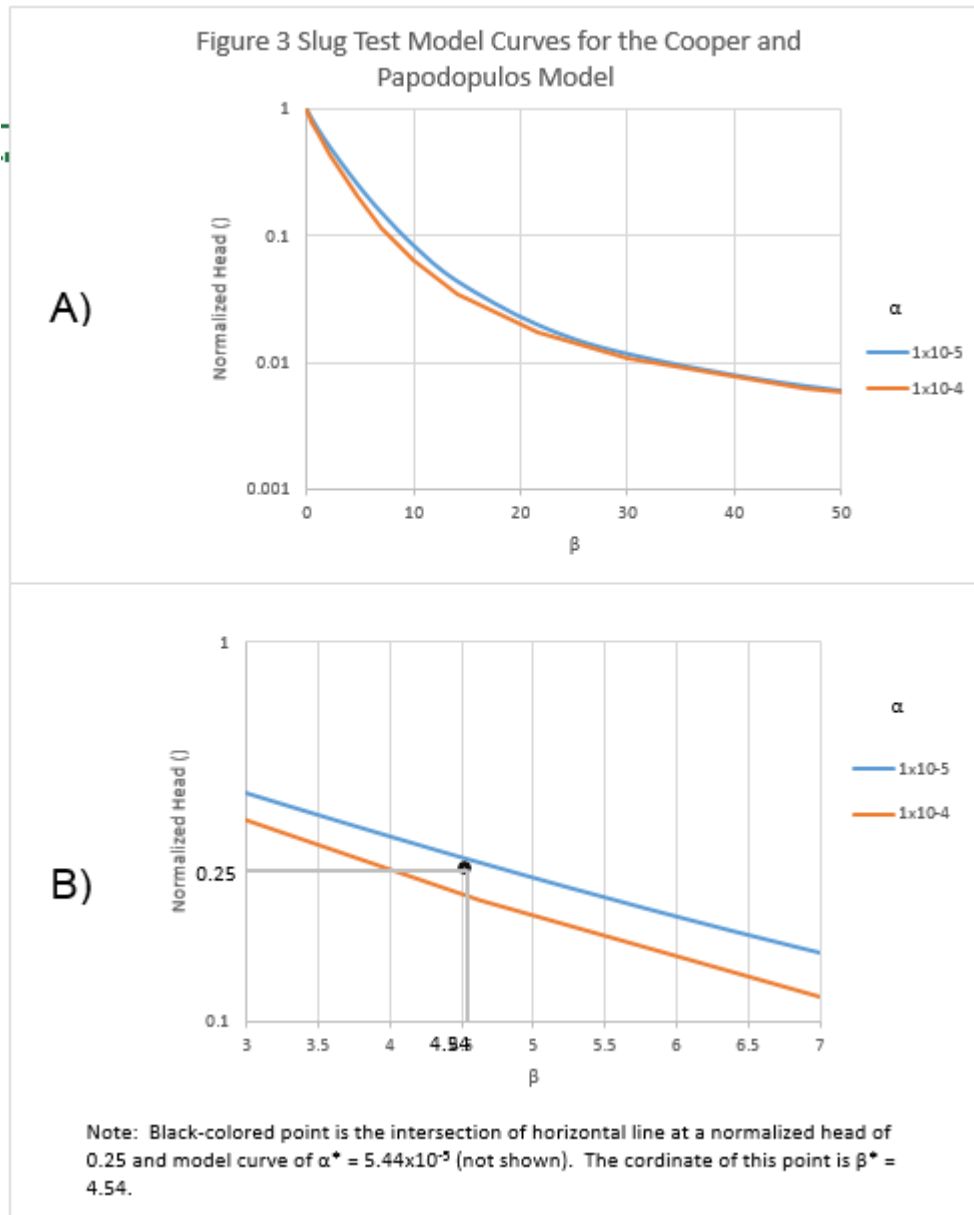 Figure 3 Slug Test Model Curves for the Cooper and
Papodopulos Model
A)
Normalized Head ()
1
0.1
0.01
0.001
0 10 20 30 40 50
β
α
1x10-5
1x10-4
B)
Normalized Head ()
1
0.25
0.1
3 3.5 4 4.54 5 5.5 6 6.5 7
β
α
1x10-5
1x10-4
Note: Black-colored point is the intersection of horizontal line at a normalized head of
0.25 and model curve of α* = 5.44x10⁻⁵ (not shown). The cordinate of this point is β* =
4.54.